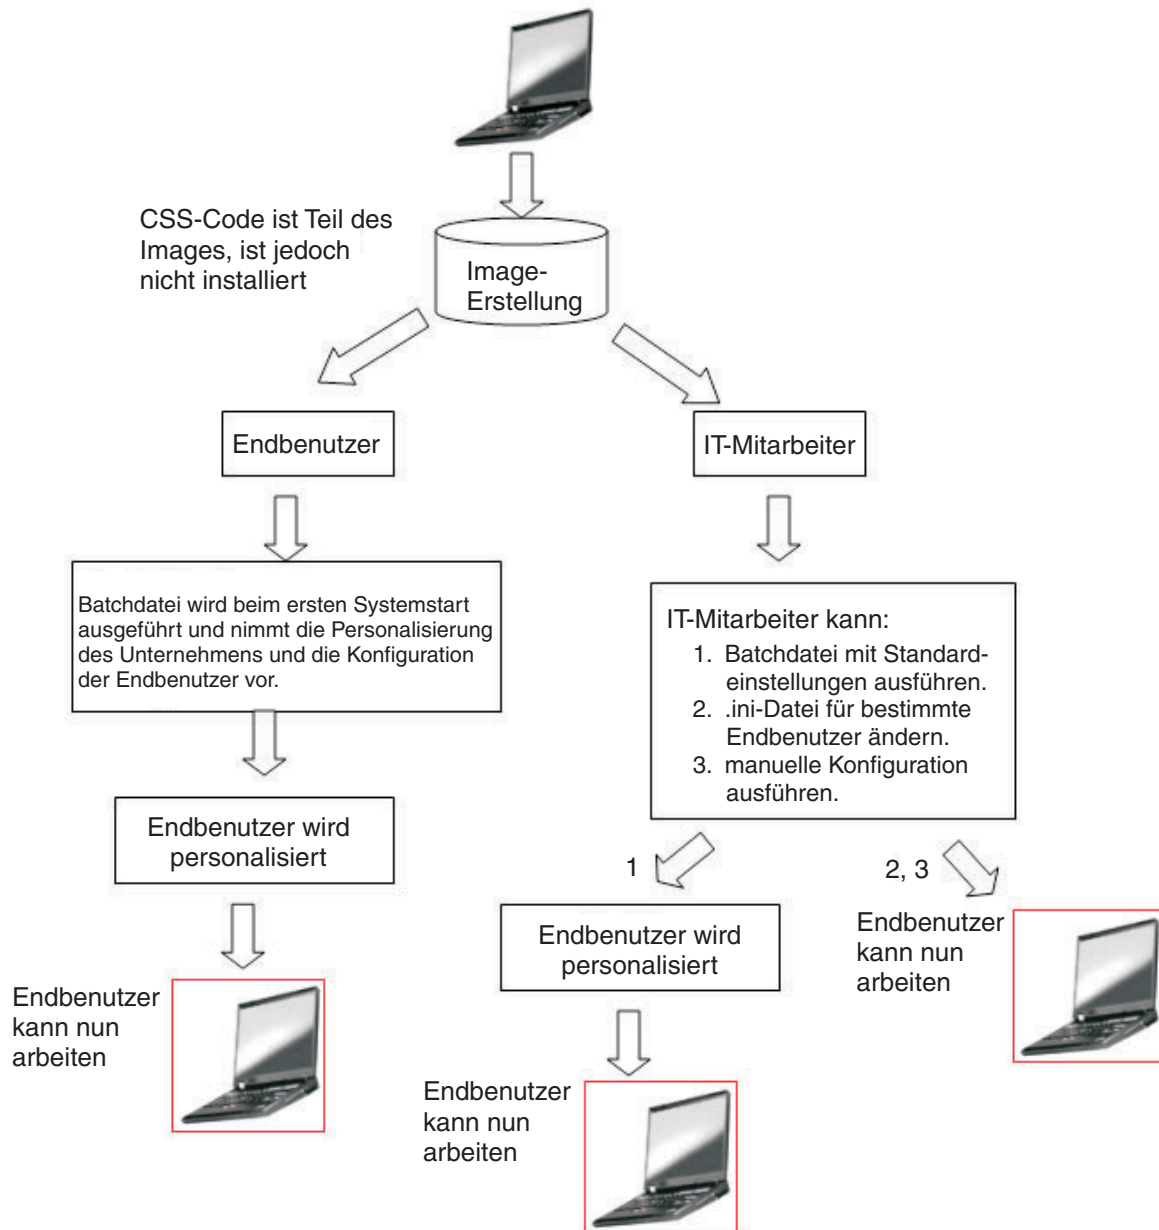 CSS-Code ist Teil des
Images, ist jedoch
nicht installiert
Image-
Erstellung
Endbenutzer
IT-Mitarbeiter
Batchdatei wird beim ersten Systemstart
ausgeführt und nimmt die Personalisierung
des Unternehmens und die Konfiguration
der Endbenutzer vor.
IT-Mitarbeiter kann:
1. Batchdatei mit Standard-
einstellungen ausführen.
2. .ini-Datei für bestimmte
Endbenutzer ändern.
3. manuelle Konfiguration
ausführen.
Endbenutzer wird
personalisiert
1
2, 3
Endbenutzer wird
personalisiert
Endbenutzer
kann nun
arbeiten
Endbenutzer
kann nun
arbeiten
Endbenutzer
kann nun
arbeiten